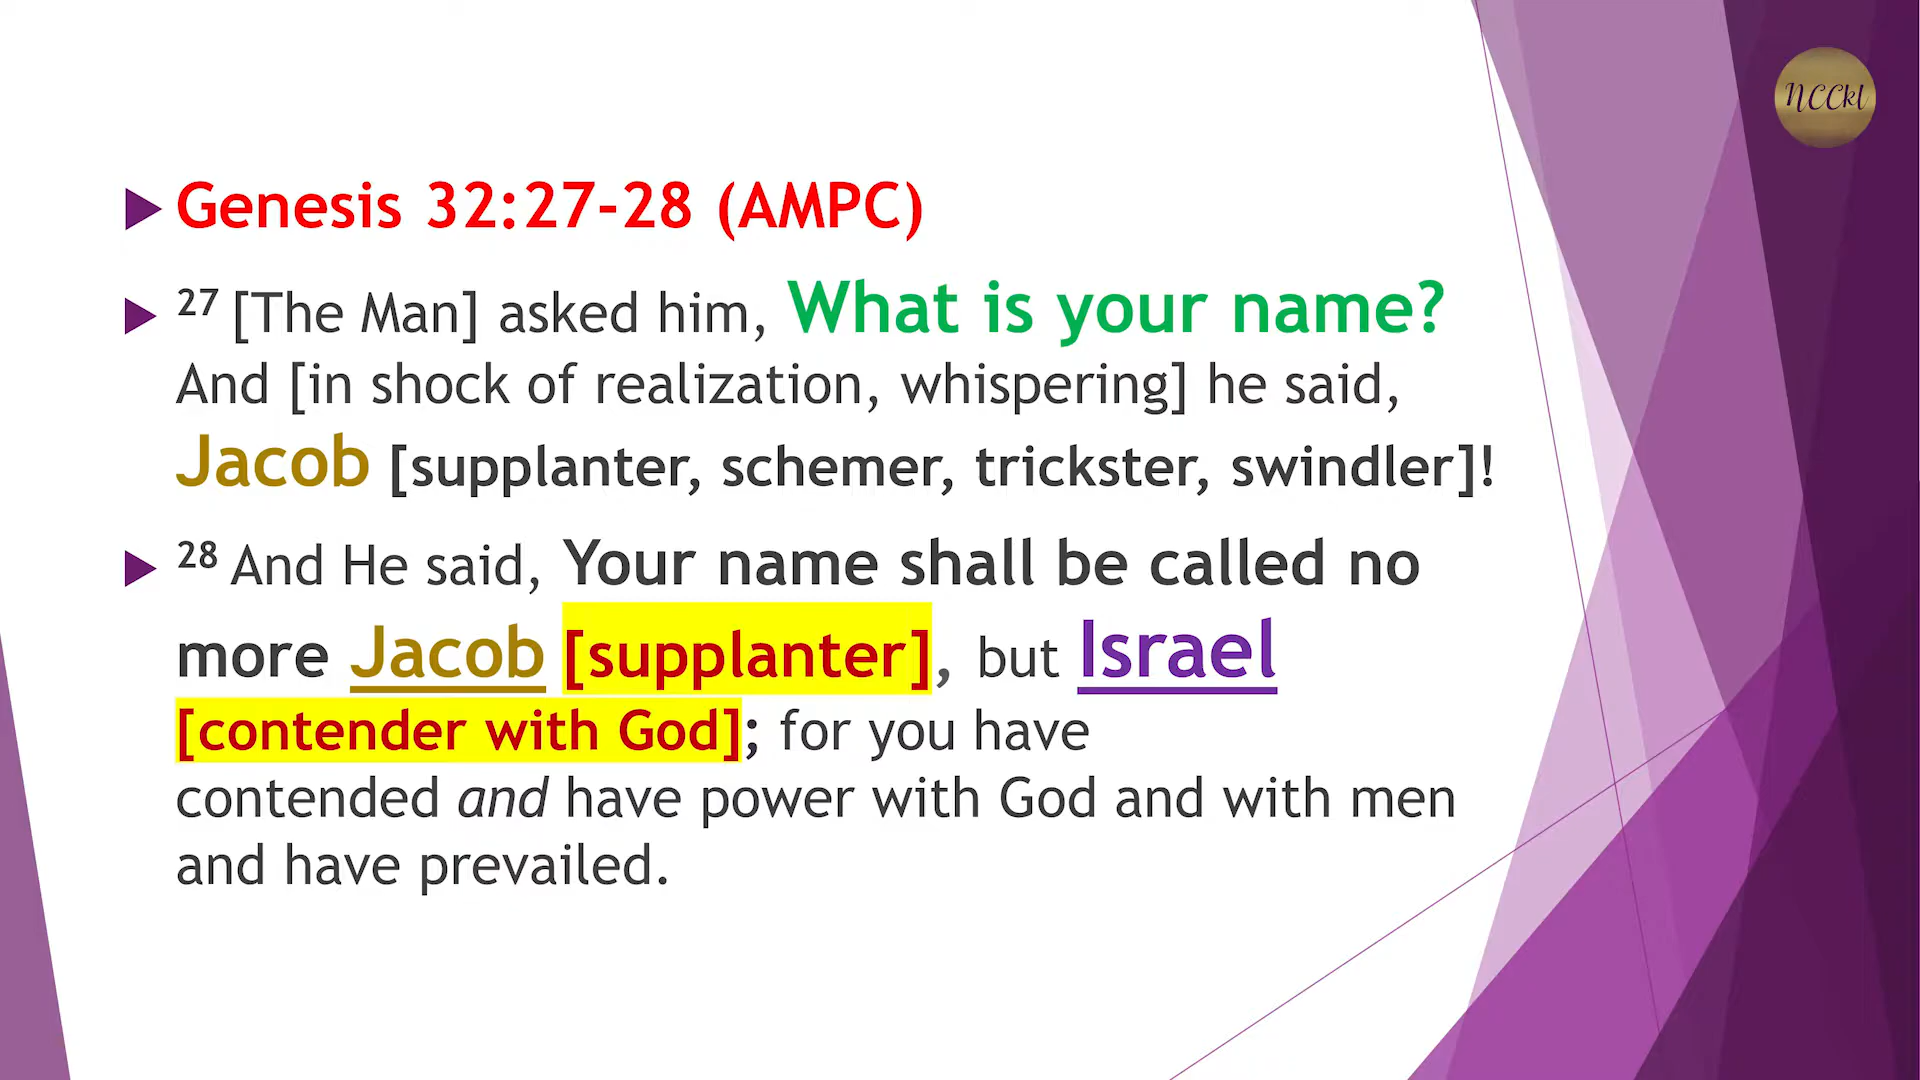 NCCkl
Genesis 32:27-28 (AMPC)
27 [The Man] asked him, What is your name?
And [in shock of realization, whispering] he said,
Jacob [supplanter, schemer, trickster, swindler]!
28 And He said, Your name shall be called no
more Jacob [supplanter], but Israel
[contender with God]; for you have
contended and have power with God and with men
and have prevailed.